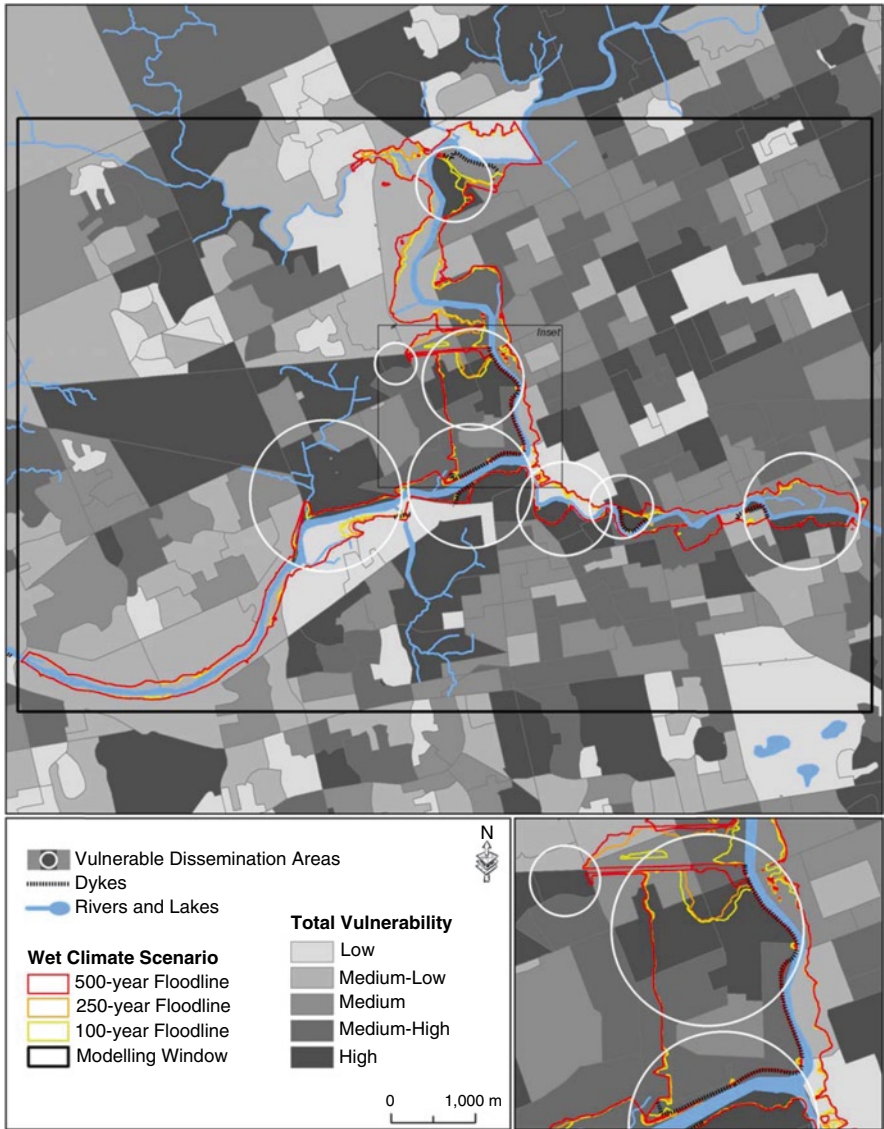 Inset
Vulnerable Dissemination Areas
Dykes
Rivers and Lakes
Wet Climate Scenario
500-year Floodline
250-year Floodline
100-year Floodline
Modelling Window
N
Total Vulnerability
Low
Medium-Low
Medium
Medium-High
High
0 1,000 m